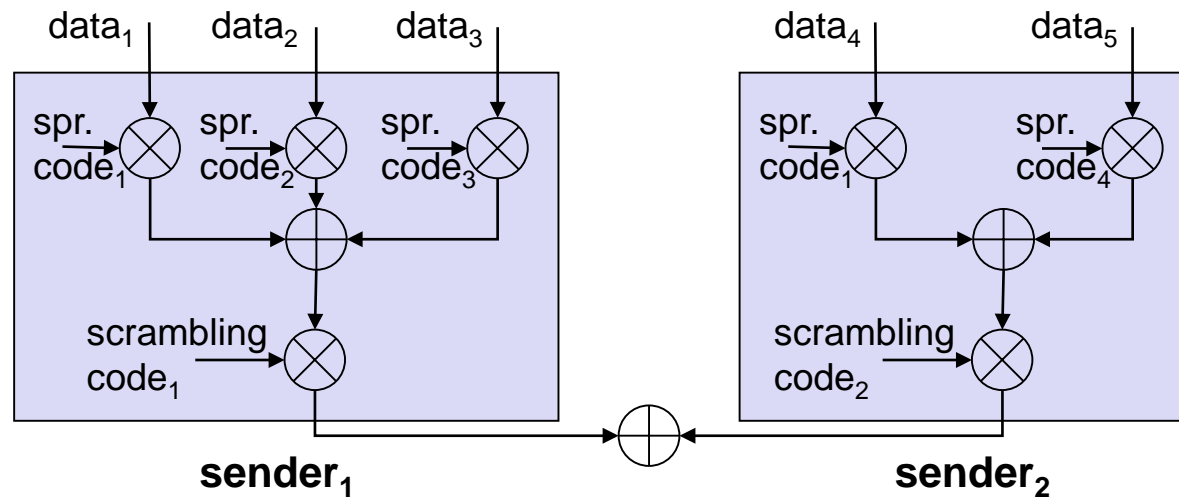 data₁ data₂ data₃ data₄ data₅
spr. spr. spr. spr. spr.
code₁ code₂ code₃ code₁ code₄
scrambling scrambling
code₁ code₂
sender₁ sender₂